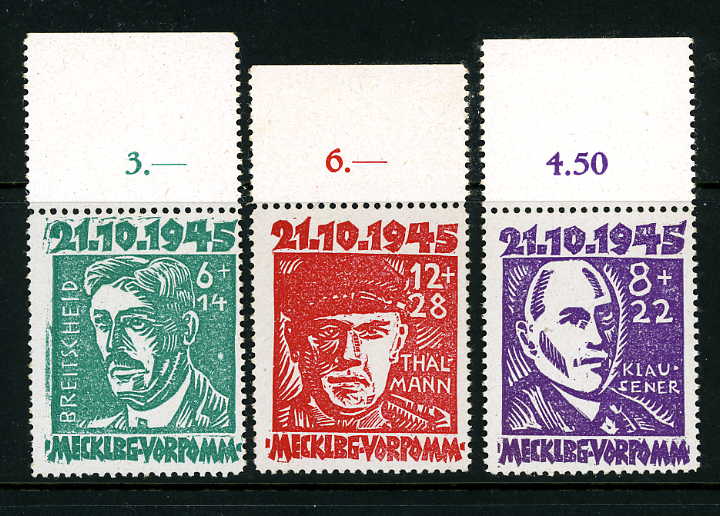 3.—
21.10.1945
BREITSCHEID
6+
14
MECKLBG-VORPOMM
6.—
21.10.1945
12+
28
THAL-
MANN
MECKLBG-VORPOMM
4.50
21.10.1945
8+
22
KLAU-
SENER
MECKLBG-VORPOMM